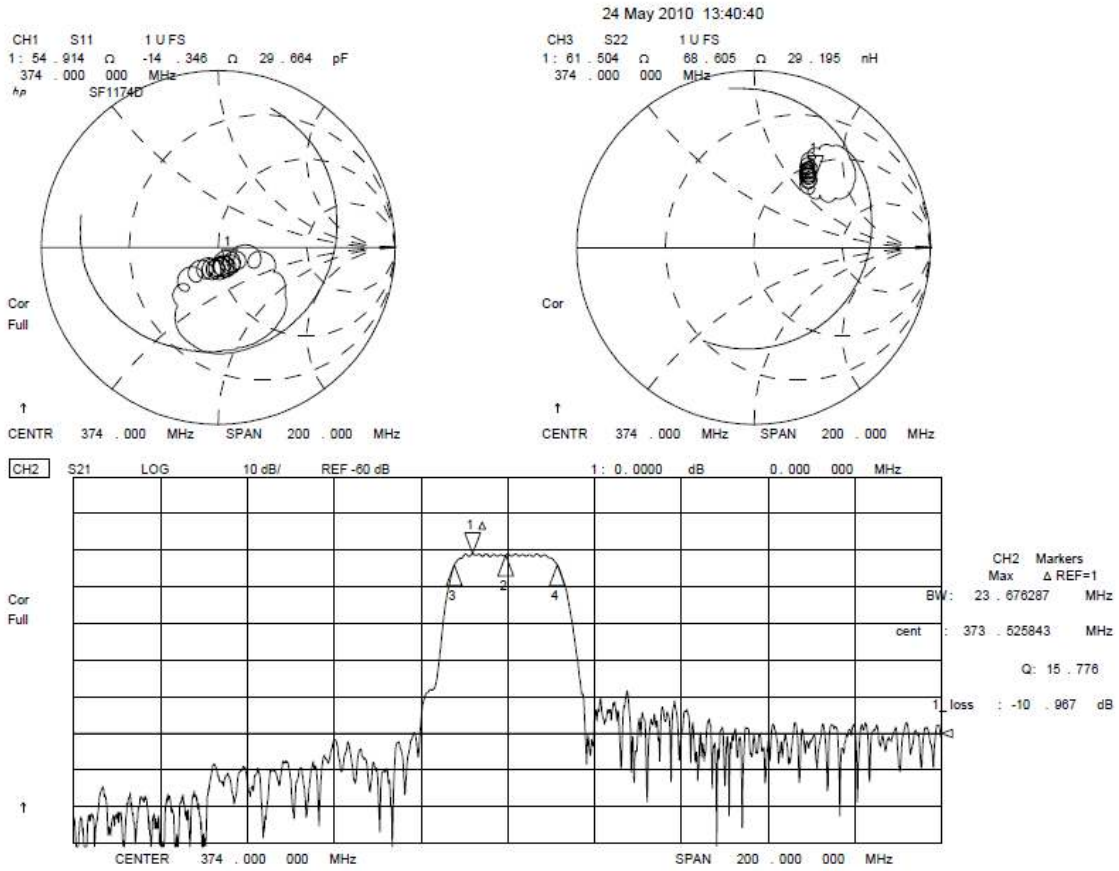 24 May 2010 13:40:40
CH1 S11 1 U FS
1: 54 .914 Ω -14 .346 Ω 29 .664 pF
374 .000 000 MHz
hp SF1174D
1
Cor
Full
↑
CENTR 374 .000 MHz SPAN 200 .000 MHz
CH3 S22 1 U FS
1: 61 .504 Ω 68 .605 Ω 29 .195 nH
374 .000 000 MHz
1
Cor
↑
CENTR 374 .000 MHz SPAN 200 .000 MHz
CH2 S21 LOG 10 dB/ REF -60 dB 1: 0.0000 dB 0.000 000 MHz
1 Δ
3 2 4
Cor
Full
↑
CH2 Markers
Max Δ REF=1
BW: 23 .676287 MHz
cent : 373 .525843 MHz
Q: 15 .776
1_loss : -10 .967 dB
CENTER 374 .000 000 MHz SPAN 200 .000 000 MHz